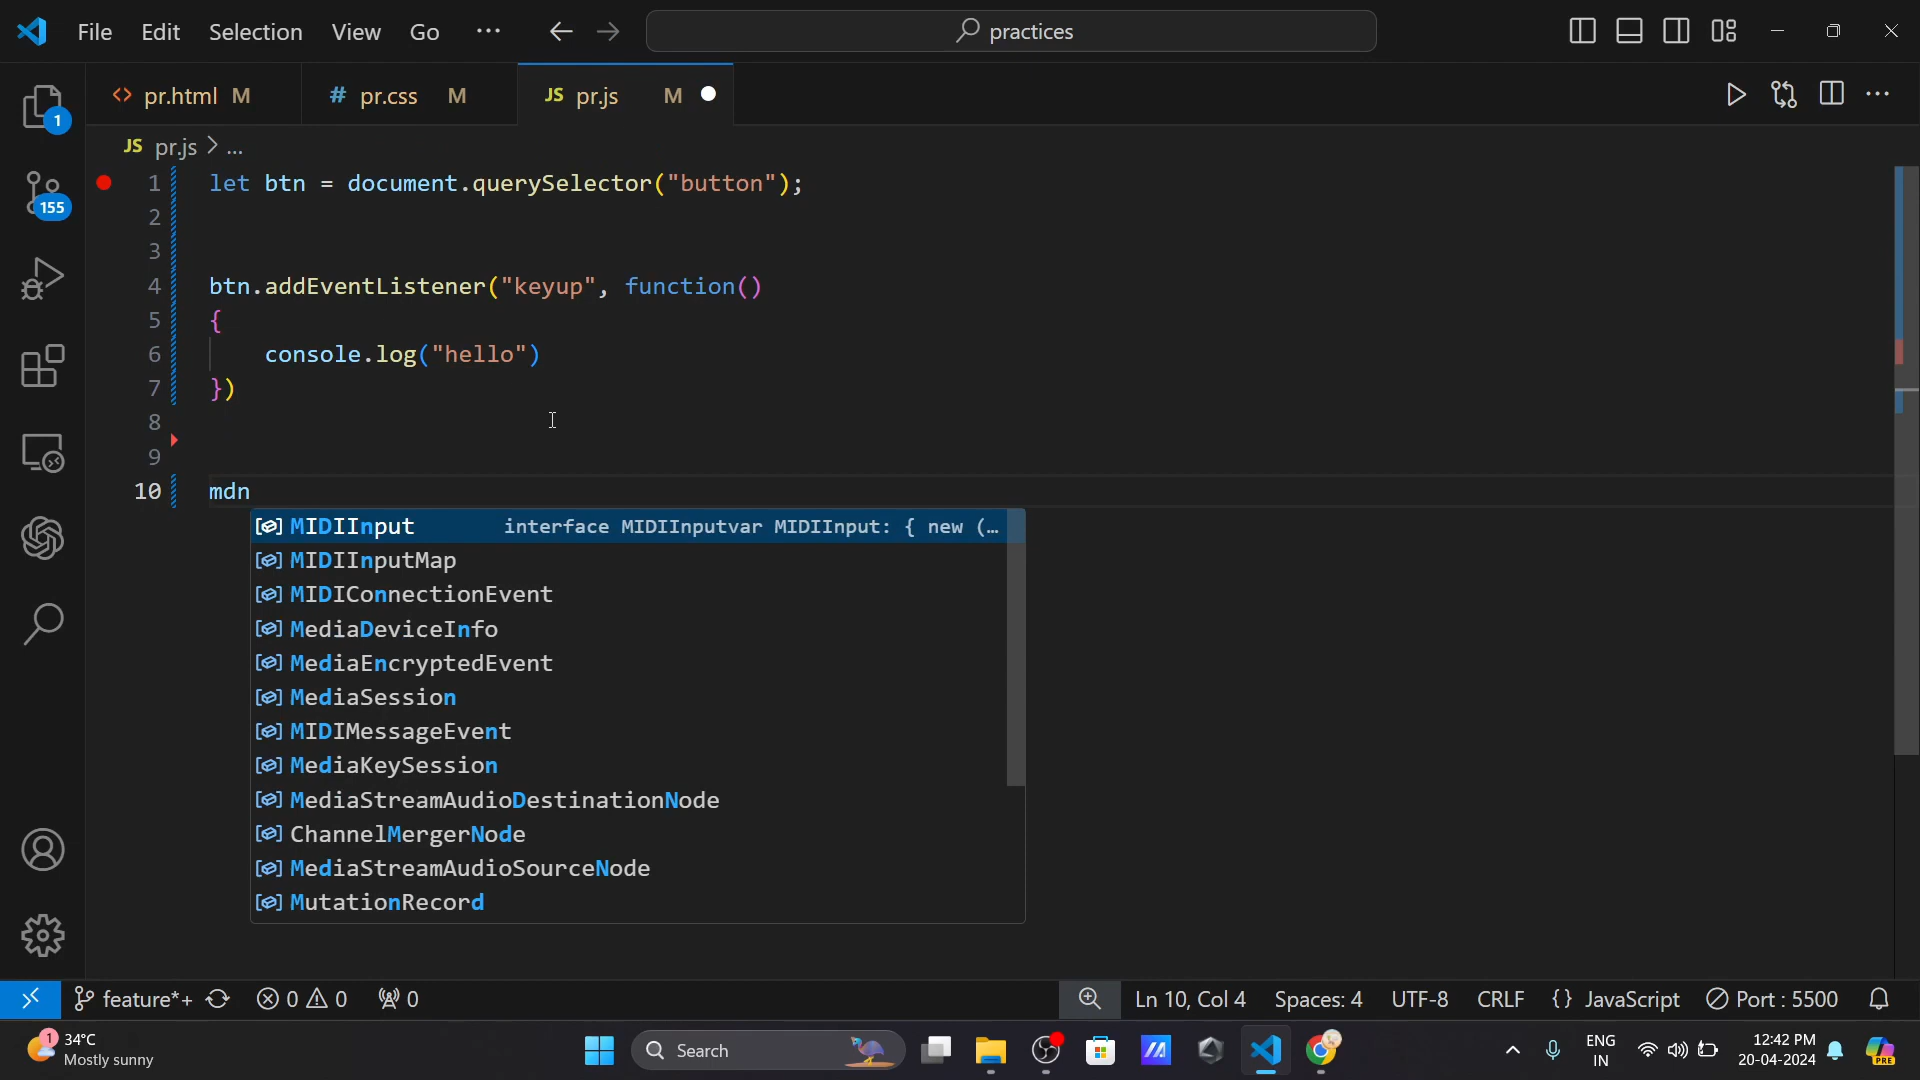 File Edit Selection View Go ... practices
pr.html M # pr.css M JS pr.js M
JS pr.js > ...
1 let btn = document.querySelector("button");
2
3
4 btn.addEventListener("keyup", function()
5 {
6 console.log("hello")
7 })
8
9
10 mdn
MIDIInput interface MIDIInputvar MIDIInput: { new (…
MIDIInputMap
MIDIConnectionEvent
MediaDeviceInfo
MediaEncryptedEvent
MediaSession
MIDIMessageEvent
MediaKeySession
MediaStreamAudioDestinationNode
ChannelMergerNode
MediaStreamAudioSourceNode
MutationRecord
1
155
feature*+ 0 0 0 Ln 10, Col 4 Spaces: 4 UTF-8 CRLF {} JavaScript Port : 5500
1 34°C
Mostly sunny
Search
ENG
IN
12:42 PM
20-04-2024
PRE